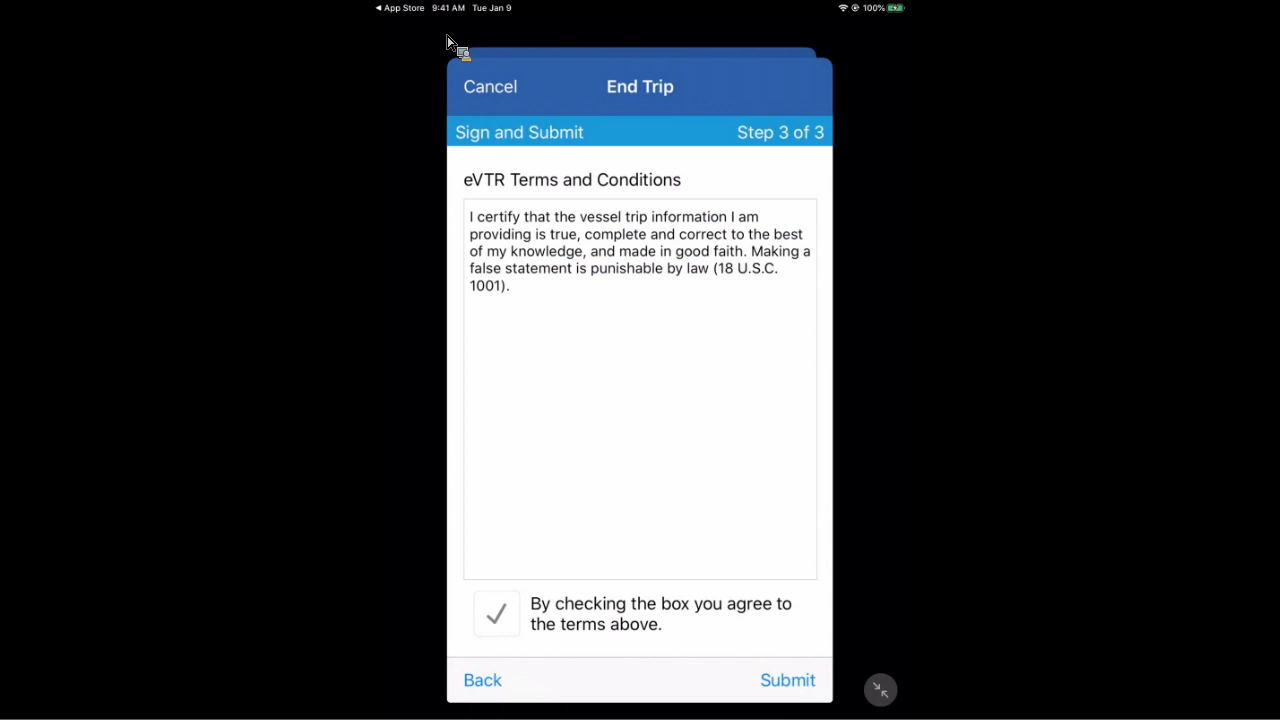 App Store 9:41 AM Tue Jan 9 100%
Cancel End Trip
Sign and Submit Step 3 of 3
eVTR Terms and Conditions
I certify that the vessel trip information I am
providing is true, complete and correct to the best
of my knowledge, and made in good faith. Making a
false statement is punishable by law (18 U.S.C.
1001).
By checking the box you agree to
the terms above.
Back Submit